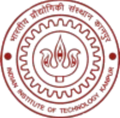 भारतीय प्रौद्योगिकी संस्थान कानपुर
INDIAN INSTITUTE OF TECHNOLOGY KANPUR